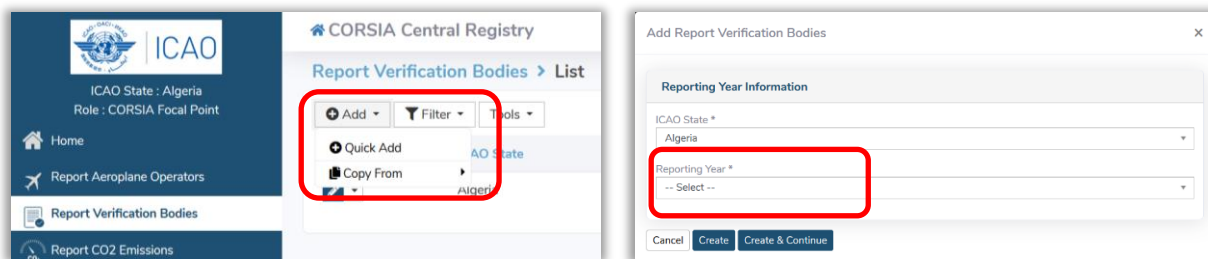 ICAO
ICAO State : Algeria
Role : CORSIA Focal Point
Home
Report Aeroplane Operators
Report Verification Bodies
Report CO2 Emissions
CORSIA Central Registry
Report Verification Bodies > List
Add
Filter
Tools
Quick Add
AO State
Copy From
Algeria
Add Report Verification Bodies
Reporting Year Information
ICAO State *
Algeria
Reporting Year *
-- Select --
Cancel Create Create & Continue